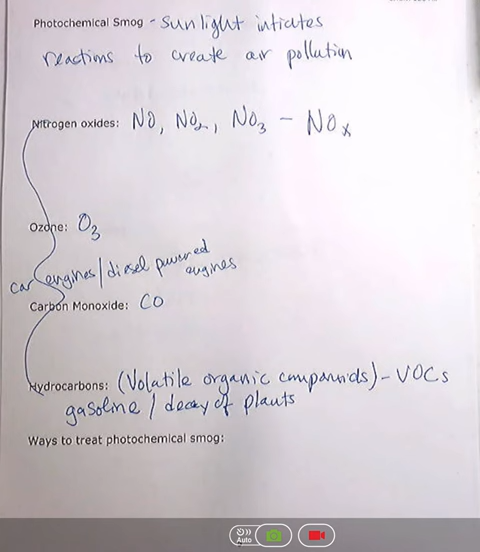 Photochemical Smog - sunlight intiates
reactions to create air pollution
Nitrogen oxides: NO, NO₂, NO₃ - NOₓ
Ozone: O₃
car engines/diesel powered
engines
Carbon Monoxide: CO
Hydrocarbons: (Volatile organic compounds) - VOCs
gasoline / decay of plants
Ways to treat photochemical smog:
Auto